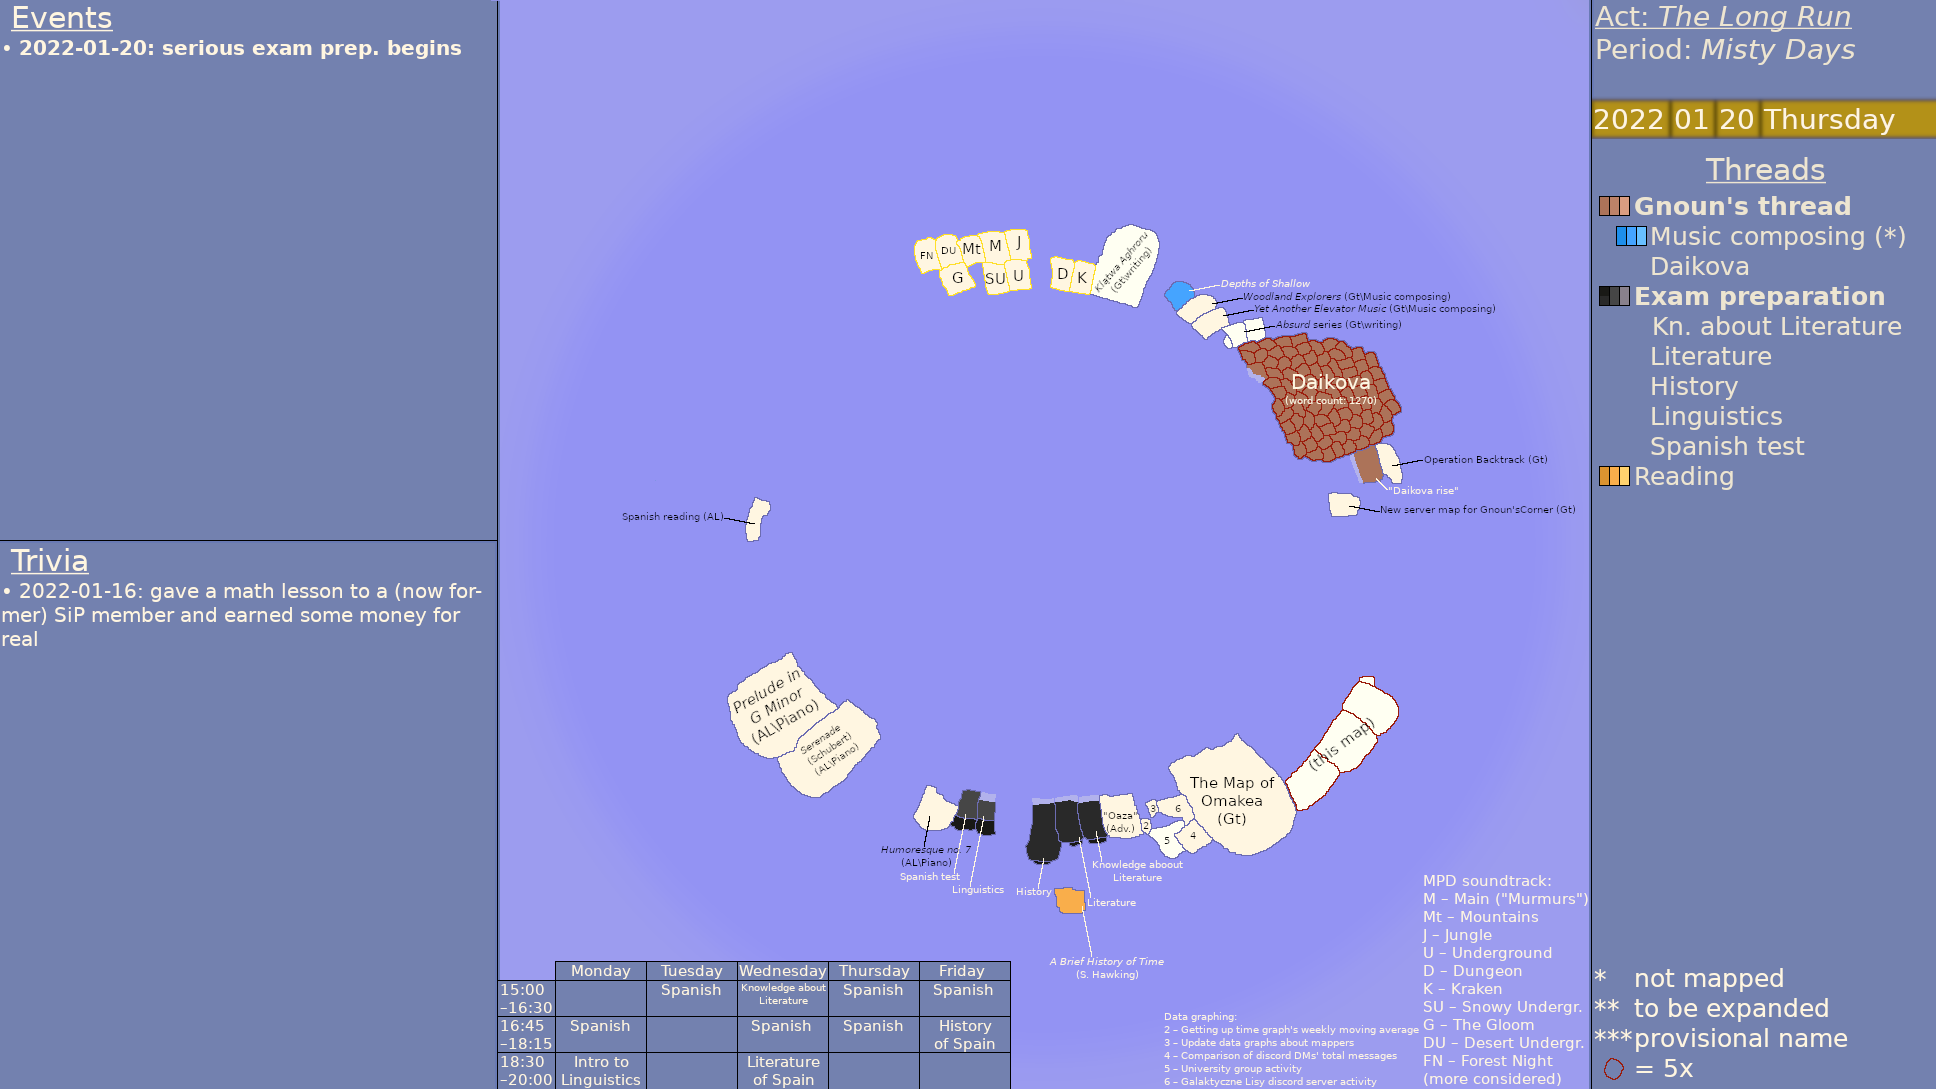 Events
• 2022-01-20: serious exam prep. begins
Trivia
• 2022-01-16: gave a math lesson to a (now for-
mer) SiP member and earned some money for
real
FN
DU
Mt
M
J
G
SU
U
D
K
Klątwa Aghroru
(Gt\writing)
Depths of Shallow
Woodland Explorers (Gt\Music composing)
Yet Another Elevator Music (Gt\Music composing)
Absurd series (Gt\writing)
Daikova
(word count: 1270)
Operation Backtrack (Gt)
"Daikova rise"
New server map for Gnoun'sCorner (Gt)
Spanish reading (AL)
Prelude in
G Minor
(AL\Piano)
Serenade
(Schubert)
(AL\Piano)
(this map)
The Map of
Omakea
(Gt)
"Oaza"
(Adv.)
3
6
2
5
4
Humoresque no. 7
(AL\Piano)
Spanish test
Linguistics
History
Knowledge aboout
Literature
Literature
A Brief History of Time
(S. Hawking)
Monday Tuesday Wednesday Thursday Friday
15:00
–16:30
Spanish
Knowledge about
Literature
Spanish
Spanish
16:45
–18:15
Spanish
Spanish
Spanish
History
of Spain
18:30
–20:00
Intro to
Linguistics
Literature
of Spain
Data graphing:
2 – Getting up time graph's weekly moving average
3 – Update data graphs about mappers
4 – Comparison of discord DMs' total messages
5 – University group activity
6 – Galaktyczne Lisy discord server activity
MPD soundtrack:
M – Main ("Murmurs")
Mt – Mountains
J – Jungle
U – Underground
D – Dungeon
K – Kraken
SU – Snowy Undergr.
G – The Gloom
DU – Desert Undergr.
FN – Forest Night
(more considered)
Act: The Long Run
Period: Misty Days
2022 01 20 Thursday
Threads
Gnoun's thread
Music composing (*)
Daikova
Exam preparation
Kn. about Literature
Literature
History
Linguistics
Spanish test
Reading
* not mapped
** to be expanded
*** provisional name
= 5x